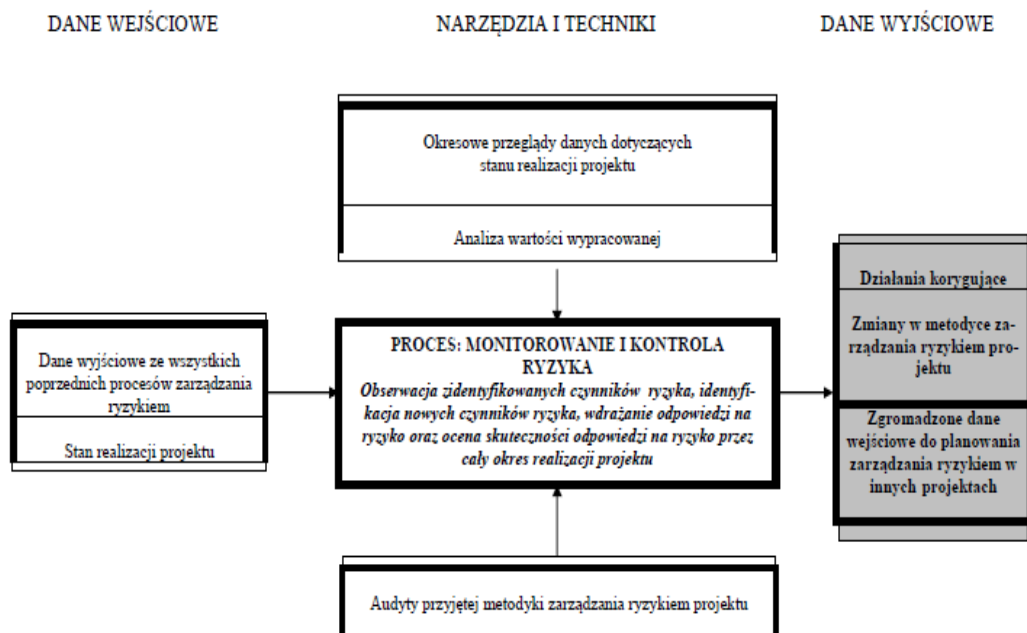 DANE WEJŚCIOWE
NARZĘDZIA I TECHNIKI
DANE WYJŚCIOWE
Okresowe przeglądy danych dotyczących
stanu realizacji projektu
Analiza wartości wypracowanej
Dane wyjściowe ze wszystkich
poprzednich procesów zarządzania
ryzykiem
Stan realizacji projektu
PROCES: MONITOROWANIE I KONTROLA
RYZYKA
Obserwacja zidentyfikowanych czynników ryzyka, identyfi-
kacja nowych czynników ryzyka, wdrażanie odpowiedzi na
ryzyko oraz ocena skuteczności odpowiedzi na ryzyko przez
cały okres realizacji projektu
Działania korygujące
Zmiany w metodyce za-
rządzania ryzykiem pro-
jektu
Zgromadzone dane
wejściowe do planowania
zarządzania ryzykiem w
innych projektach
Audyty przyjętej metodyki zarządzania ryzykiem projektu